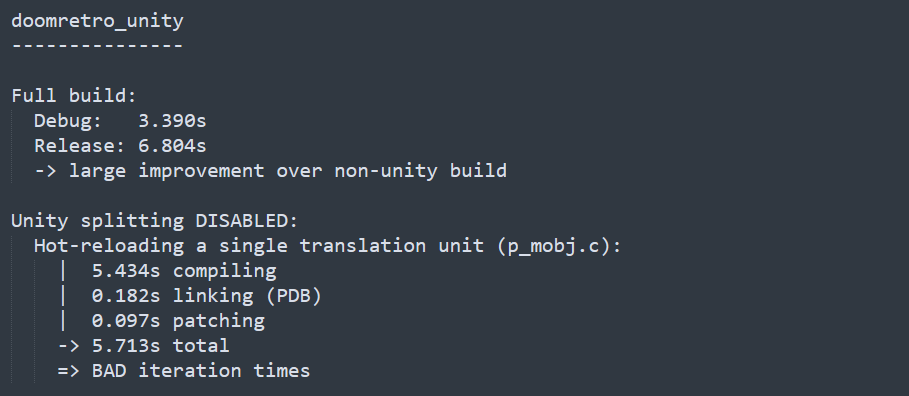 doomretro_unity
---------------
Full build:
Debug:   3.390s
Release: 6.804s
-> large improvement over non-unity build
Unity splitting DISABLED:
Hot-reloading a single translation unit (p_mobj.c):
|  5.434s compiling
|  0.182s linking (PDB)
|  0.097s patching
-> 5.713s total
=> BAD iteration times